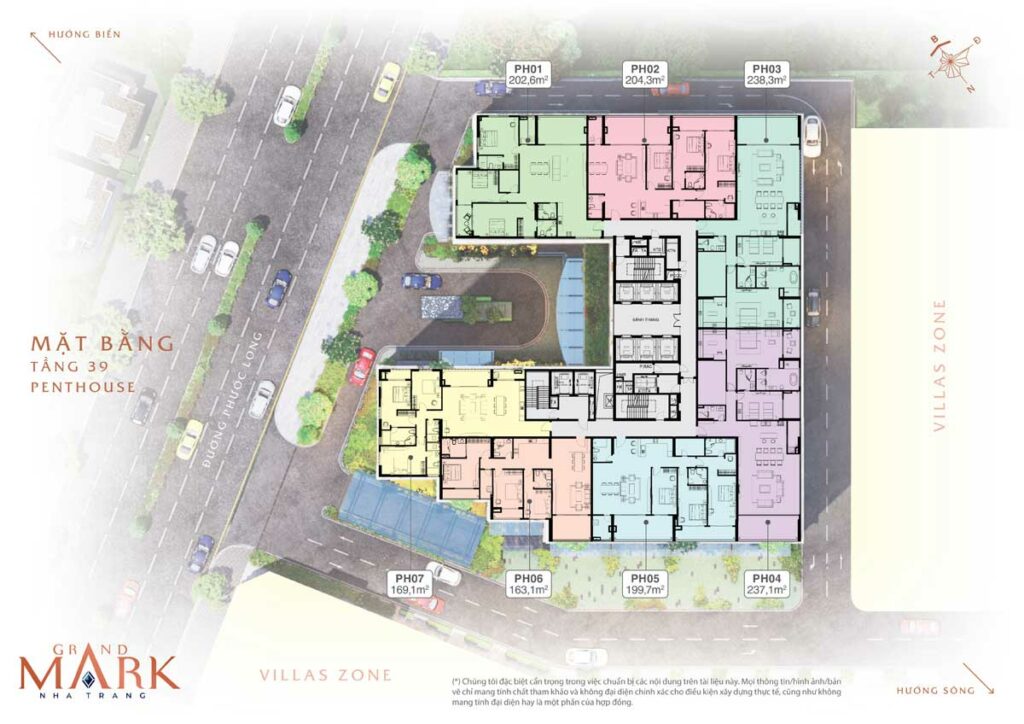 HƯỚNG BIỂN
B
Đ
T
N
PH01
202,6m²
PH02
204,3m²
PH03
238,3m²
MẶT BẰNG
TẦNG 39
PENTHOUSE
ĐƯỜNG PHƯỚC LONG
SẢNH T.MÁY
P.RÁC
VILLAS ZONE
PH07
169,1m²
PH06
163,1m²
PH05
199,7m²
PH04
237,1m²
GRAND
MARK
NHA TRANG
VILLAS ZONE
(*) Chúng tôi đặc biệt cẩn trọng trong việc chuẩn bị các nội dung trên tài liệu này. Mọi thông tin/hình ảnh/bản
vẽ chỉ mang tính chất tham khảo và không đại diện chính xác cho điều kiện xây dựng thực tế, cũng như không
mang tính đại diện hay là một phần của hợp đồng.
HƯỚNG SÔNG